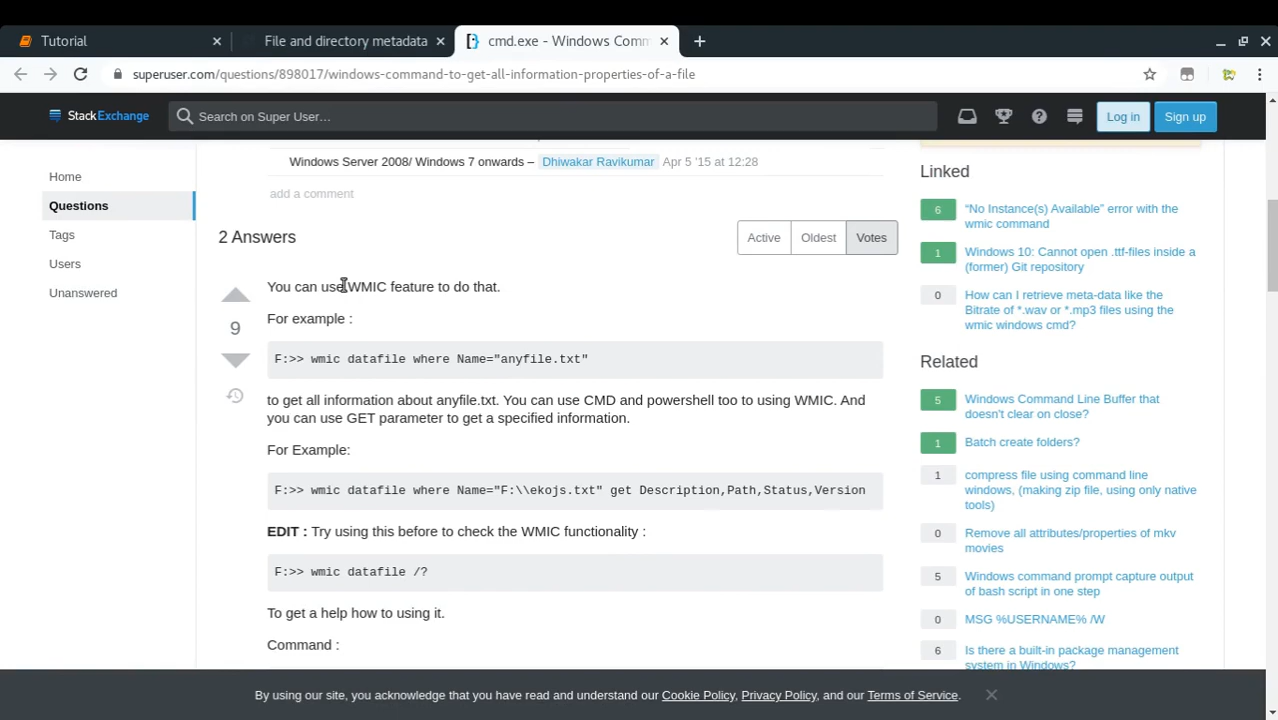 Tutorial
File and directory metadata
cmd.exe - Windows Comm
superuser.com/questions/898017/windows-command-to-get-all-information-properties-of-a-file
StackExchange
Search on Super User…
Log in
Sign up
Home
Questions
Tags
Users
Unanswered
Windows Server 2008/ Windows 7 onwards – Dhiwakar Ravikumar Apr 5 '15 at 12:28
add a comment
2 Answers
Active
Oldest
Votes
You can use WMIC feature to do that.
9
For example :
F:>> wmic datafile where Name="anyfile.txt"
to get all information about anyfile.txt. You can use CMD and powershell too to using WMIC. And
you can use GET parameter to get a specified information.
For Example:
F:>> wmic datafile where Name="F:\\ekojs.txt" get Description,Path,Status,Version
EDIT : Try using this before to check the WMIC functionality :
F:>> wmic datafile /?
To get a help how to using it.
Command :
Linked
6 “No Instance(s) Available” error with the
wmic command
1 Windows 10: Cannot open .ttf-files inside a
(former) Git repository
0 How can I retrieve meta-data like the
Bitrate of *.wav or *.mp3 files using the
wmic windows cmd?
Related
5 Windows Command Line Buffer that
doesn't clear on close?
1 Batch create folders?
1 compress file using command line
windows, (making zip file, using only native
tools)
0 Remove all attributes/properties of mkv
movies
5 Windows command prompt capture output
of bash script in one step
0 MSG %USERNAME% /W
6 Is there a built-in package management
system in Windows?
By using our site, you acknowledge that you have read and understand our Cookie Policy, Privacy Policy, and our Terms of Service.